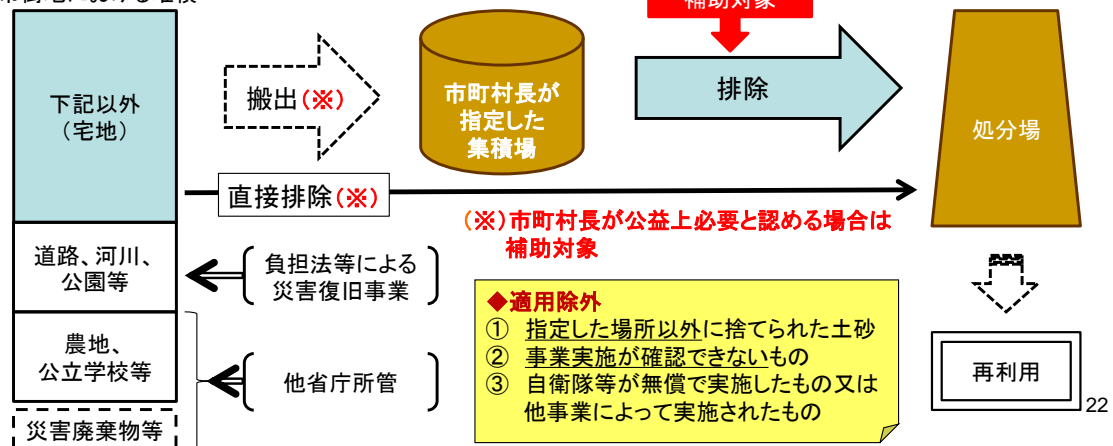 補助対象
下記以外
（宅地）
搬出（※）
市町村長が
指定した
集積場
排除
処分場
直接排除（※）
（※）市町村長が公益上必要と認める場合は
補助対象
道路、河川、
公園等
負担法等による
災害復旧事業
◆適用除外
① 指定した場所以外に捨てられた土砂
② 事業実施が確認できないもの
③ 自衛隊等が無償で実施したもの又は
他事業によって実施されたもの
農地、
公立学校等
他省庁所管
再利用
22
災害廃棄物等